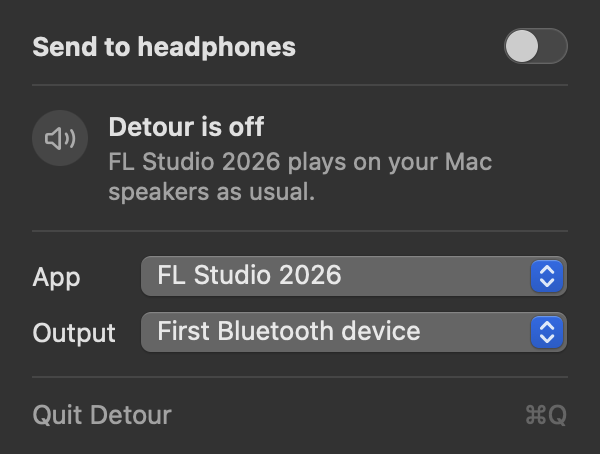 Send to headphones
Detour is off
FL Studio 2026 plays on your Mac
speakers as usual.
App
FL Studio 2026
Output
First Bluetooth device
Quit Detour
⌘Q